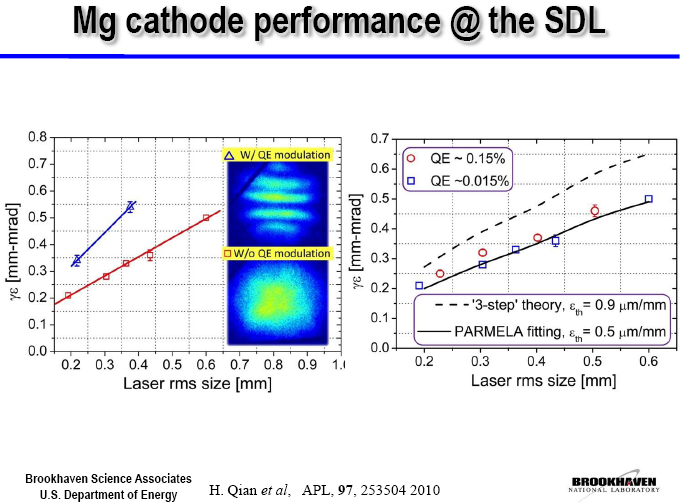 Mg cathode performance @ the SDL
0.8
0.7
0.6
0.5
0.4
0.3
0.2
0.1
0.0
γε [mm-mrad]
W/ QE modulation
W/o QE modulation
0.2 0.3 0.4 0.5 0.6 0.7 0.8 0.9 1.0
Laser rms size [mm]
0.7
0.6
0.5
0.4
0.3
0.2
0.1
0.0
γε [mm-mrad]
QE ~ 0.15%
QE ~0.015%
'3-step' theory, εth = 0.9 μm/mm
PARMELA fitting, εth = 0.5 μm/mm
0.2 0.3 0.4 0.5 0.6
Laser rms size [mm]
Brookhaven Science Associates
U.S. Department of Energy
H. Qian et al, APL, 97, 253504 2010
BROOKHAVEN
NATIONAL LABORATORY